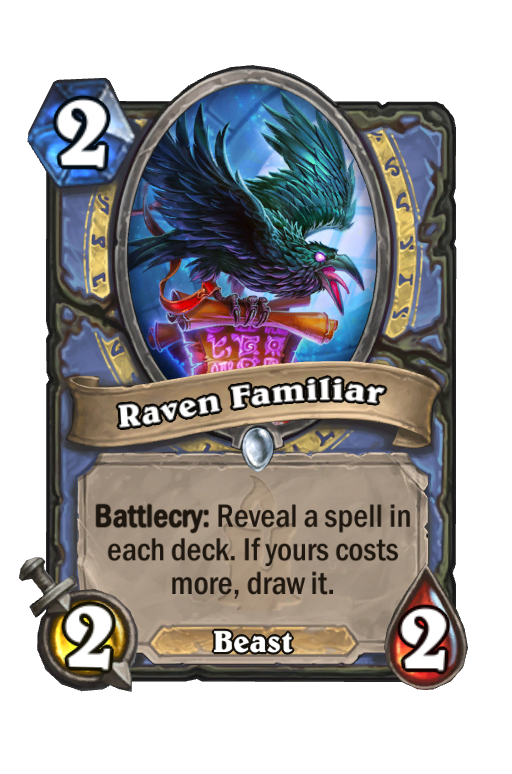 2
Raven Familiar
Battlecry: Reveal a spell in
each deck. If yours costs
more, draw it.
2
Beast
2